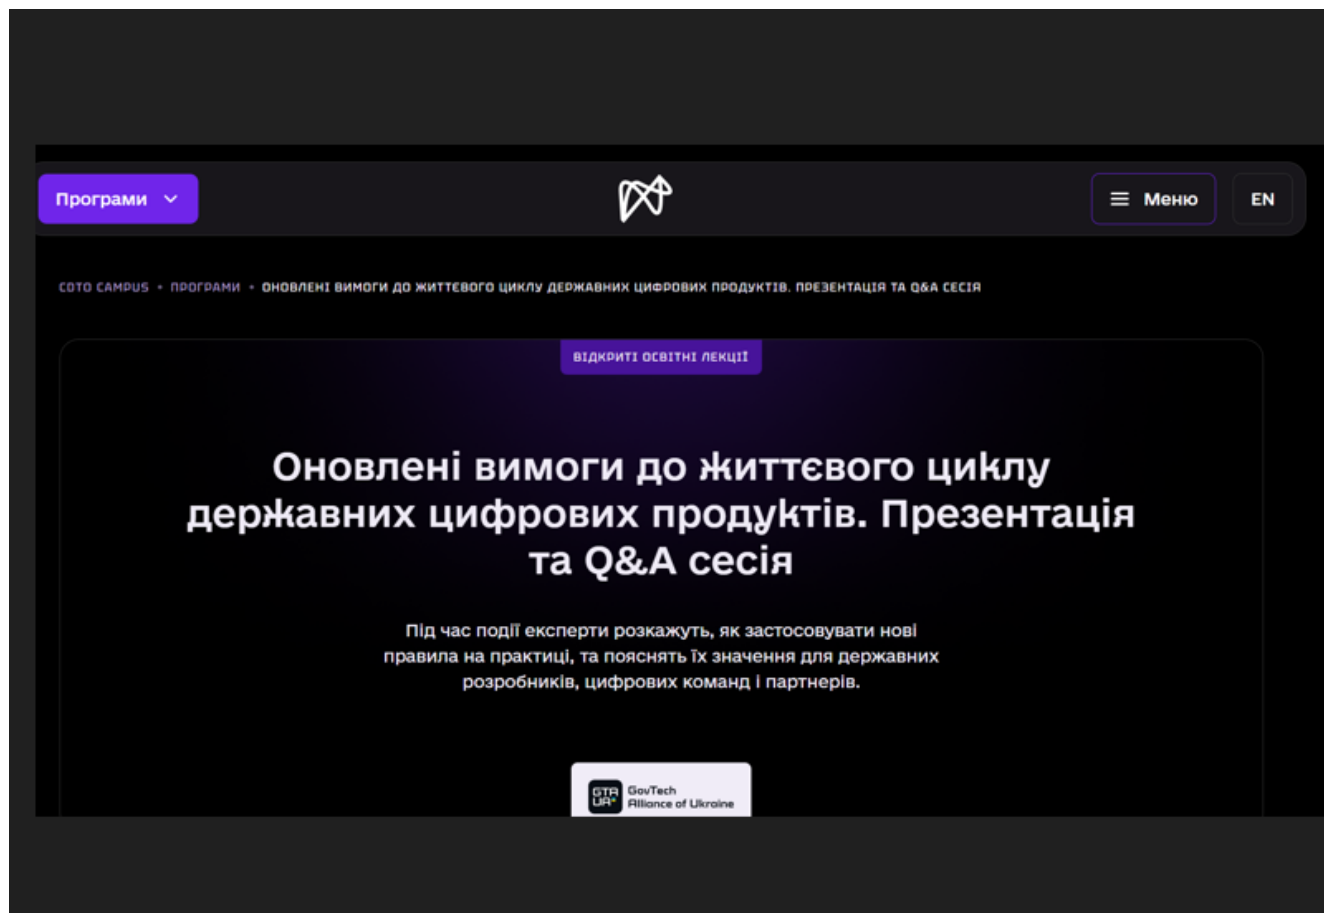 Програми
Меню
EN
CDTO CAMPUS • ПРОГРАМИ • ОНОВЛЕНІ ВИМОГИ ДО ЖИТТЄВОГО ЦИКЛУ ДЕРЖАВНИХ ЦИФРОВИХ ПРОДУКТІВ. ПРЕЗЕНТАЦІЯ ТА Q&A СЕСІЯ
ВІДКРИТІ ОСВІТНІ ЛЕКЦІЇ
Оновлені вимоги до життєвого циклу
державних цифрових продуктів. Презентація
та Q&A сесія
Під час події експерти розкажуть, як застосовувати нові
правила на практиці, та пояснять їх значення для державних
розробників, цифрових команд і партнерів.
GTA UA
GovTech
Alliance of Ukraine